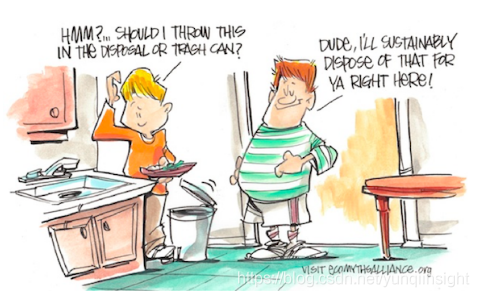 HMM?... SHOULD I THROW THIS
IN THE DISPOSAL OR TRASH CAN?
DUDE, I'LL SUSTAINABLY
DISPOSE OF THAT FOR
YA RIGHT HERE!
VISIT ECOMYTHSALLIANCE.org
https://blog.csdn.net/yunqiinsight